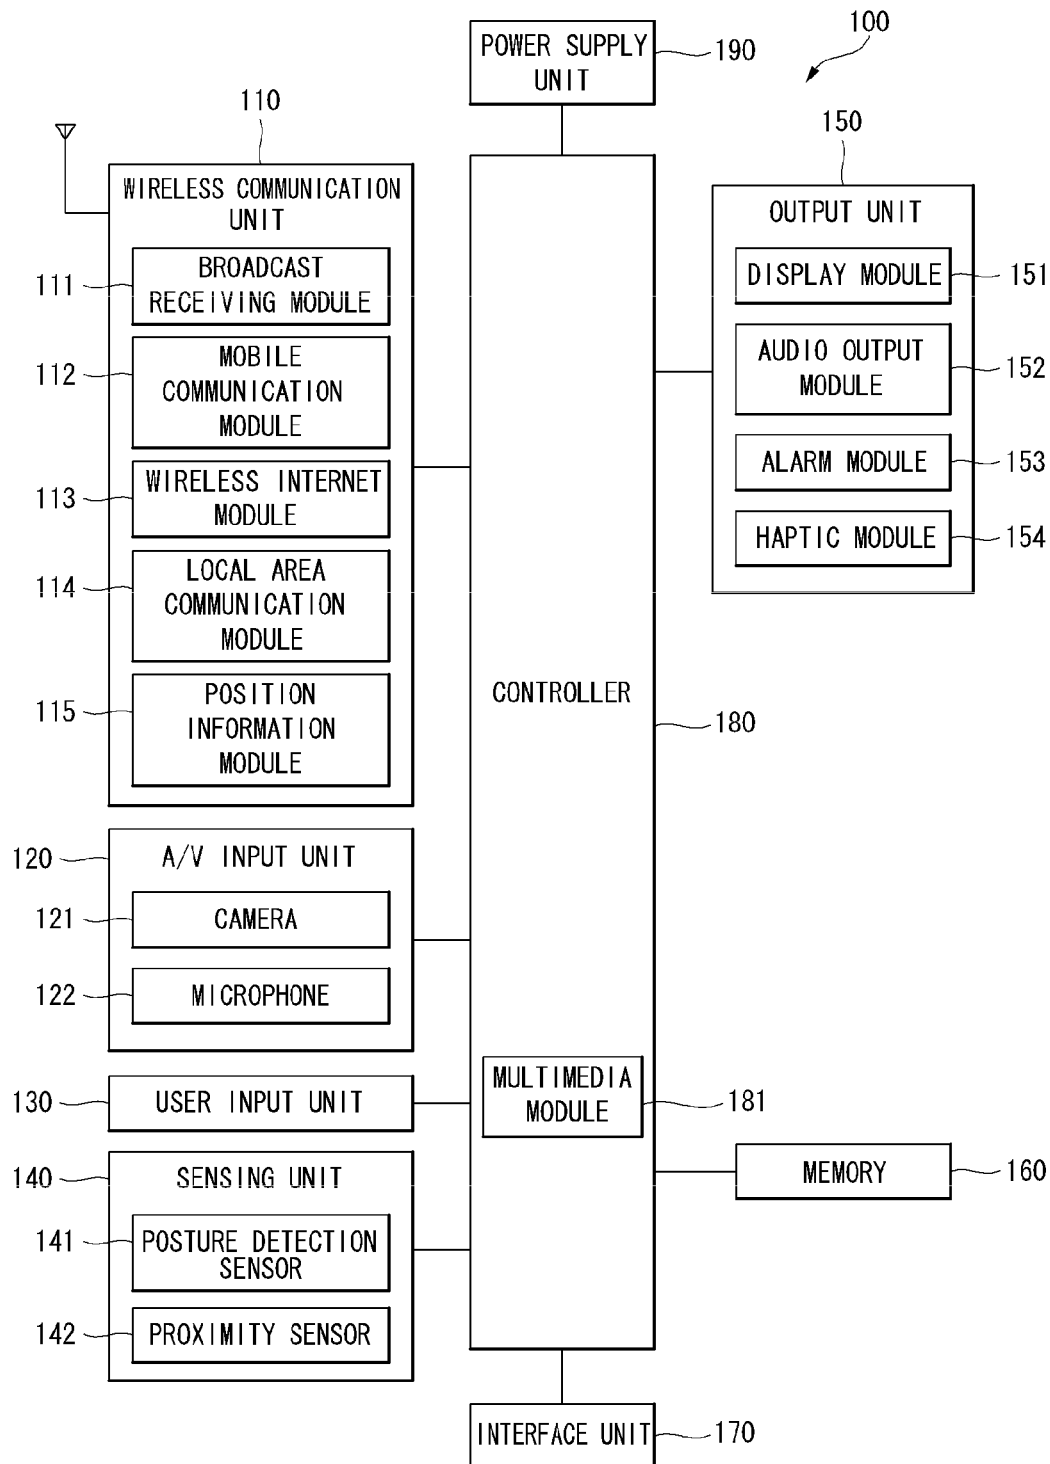 100
POWER SUPPLY
UNIT
190
110
WIRELESS COMMUNICATION
UNIT
BROADCAST
RECEIVING MODULE
111
MOBILE
COMMUNICATION
MODULE
112
WIRELESS INTERNET
MODULE
113
LOCAL AREA
COMMUNICATION
MODULE
114
POSITION
INFORMATION
MODULE
115
120
A/V INPUT UNIT
121
CAMERA
122
MICROPHONE
130
USER INPUT UNIT
140
SENSING UNIT
141
POSTURE DETECTION
SENSOR
142
PROXIMITY SENSOR
CONTROLLER
180
MULTIMEDIA
MODULE
181
150
OUTPUT UNIT
DISPLAY MODULE
151
AUDIO OUTPUT
MODULE
152
ALARM MODULE
153
HAPTIC MODULE
154
MEMORY
160
INTERFACE UNIT
170